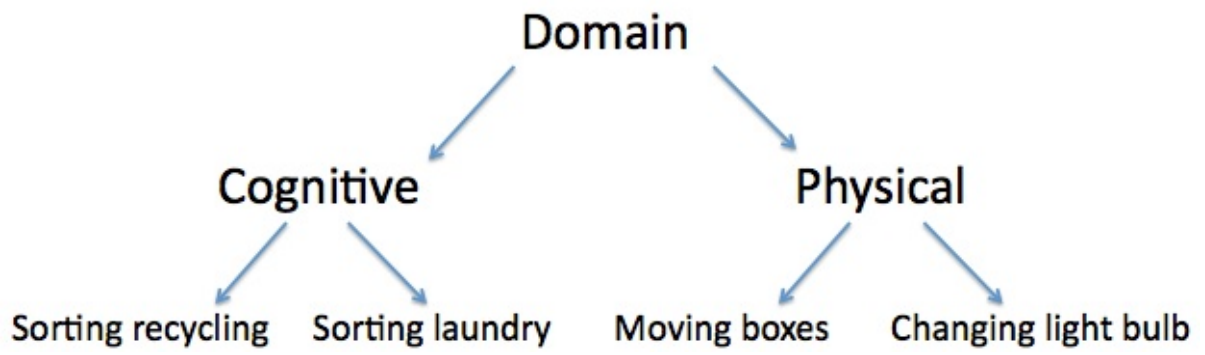 Domain
Cognitive Physical
Sorting recycling Sorting laundry Moving boxes Changing light bulb